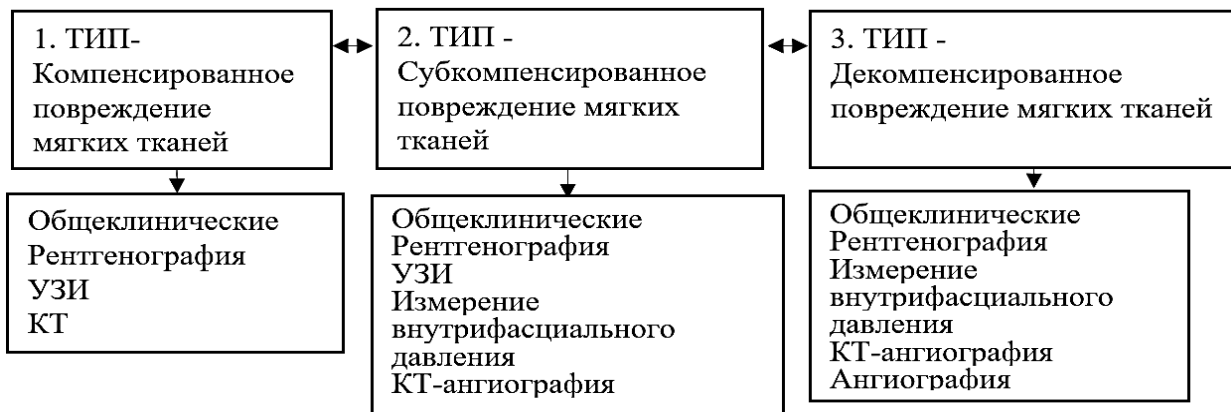 1. ТИП-
Компенсированное
повреждение
мягких тканей
2. ТИП -
Субкомпенсированное
повреждение мягких
тканей
3. ТИП -
Декомпенсированное
повреждение мягких тканей
Общеклинические
Рентгенография
УЗИ
КТ
Общеклинические
Рентгенография
УЗИ
Измерение
внутрифасциального
давления
КТ-ангиография
Общеклинические
Рентгенография
Измерение
внутрифасциального
давления
КТ-ангиография
Ангиография